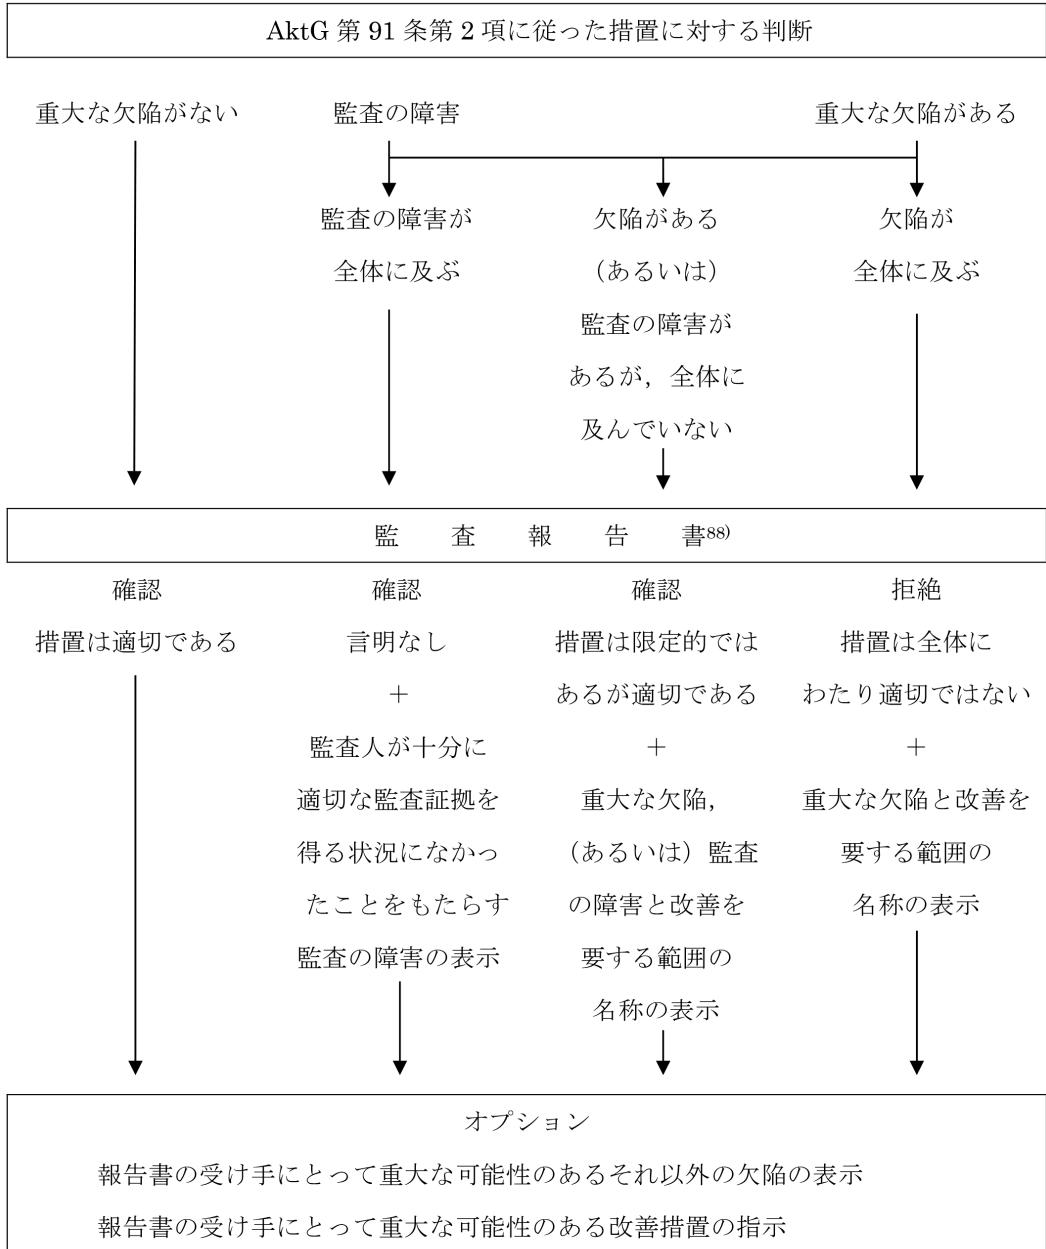 AktG 第 91 条第 2 項に従った措置に対する判断
重大な欠陥がない
監査の障害
重大な欠陥がある
監査の障害が
全体に及ぶ
欠陥がある
（あるいは）
監査の障害が
あるが，全体に
及んでいない
欠陥が
全体に及ぶ
監 査 報 告 書88)
確認
措置は適切である
確認
言明なし
＋
監査人が十分に
適切な監査証拠を
得る状況になかっ
たことをもたらす
監査の障害の表示
確認
措置は限定的では
あるが適切である
＋
重大な欠陥，
（あるいは）監査
の障害と改善を
要する範囲の
名称の表示
拒絶
措置は全体に
わたり適切ではない
＋
重大な欠陥と改善を
要する範囲の
名称の表示
オプション
報告書の受け手にとって重大な可能性のあるそれ以外の欠陥の表示
報告書の受け手にとって重大な可能性のある改善措置の指示